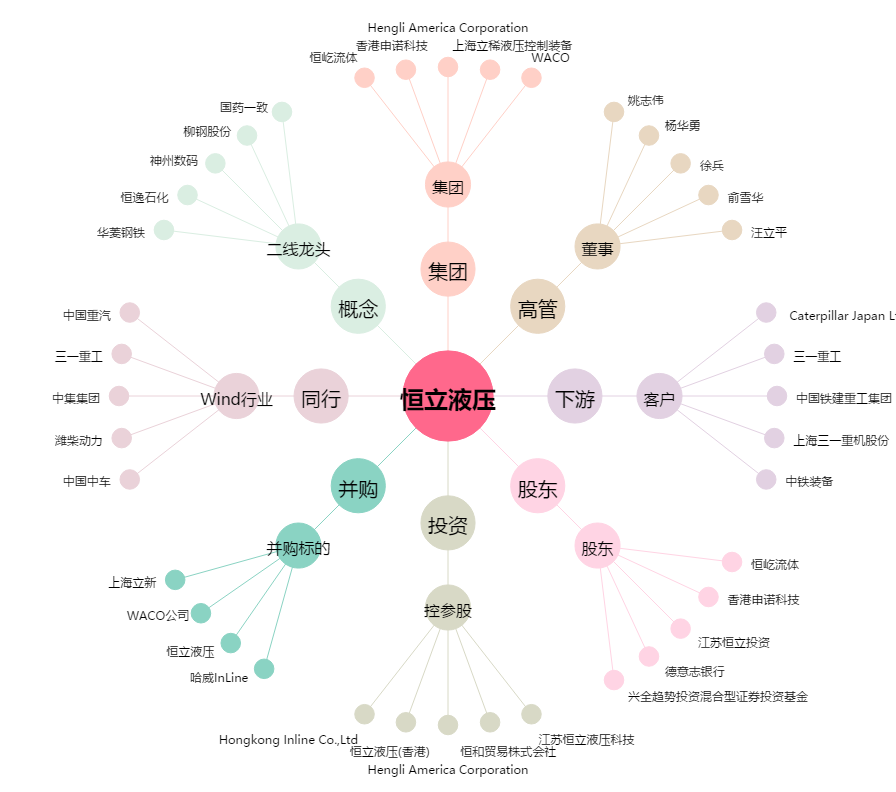 Hengli America Corporation
香港申诺科技
上海立稀液压控制装备
恒屹流体
WACO
集团
集团
国药一致
柳钢股份
神州数码
恒逸石化
华菱钢铁
二线龙头
概念
姚志伟
杨华勇
徐兵
俞雪华
汪立平
董事
高管
中国重汽
三一重工
中集集团
潍柴动力
中国中车
Wind行业
同行
恒立液压
下游
客户
Caterpillar Japan L
三一重工
中国铁建重工集团
上海三一重机股份
中铁装备
并购
并购标的
上海立新
WACO公司
恒立液压
哈威InLine
投资
控参股
Hongkong Inline Co.,Ltd
恒立液压(香港)
Hengli America Corporation
恒和贸易株式会社
江苏恒立液压科技
股东
股东
恒屹流体
香港申诺科技
江苏恒立投资
德意志银行
兴全趋势投资混合型证券投资基金